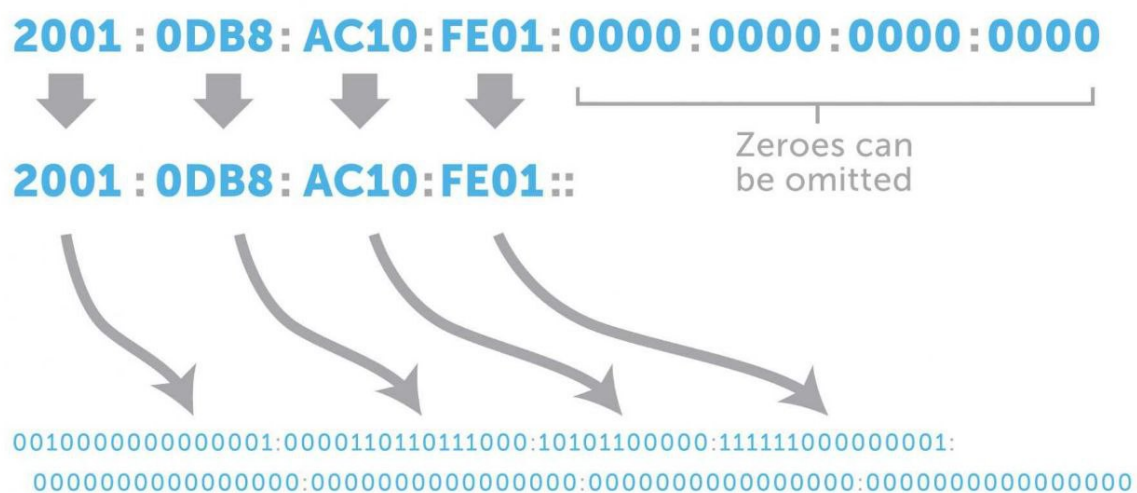 2001:0DB8:AC10:FE01:0000:0000:0000:0000
Zeroes can
be omitted
2001:0DB8:AC10:FE01::
0010000000000001:0000110110111000:10101100000:111111000000001:
0000000000000000:0000000000000000:0000000000000000:0000000000000000